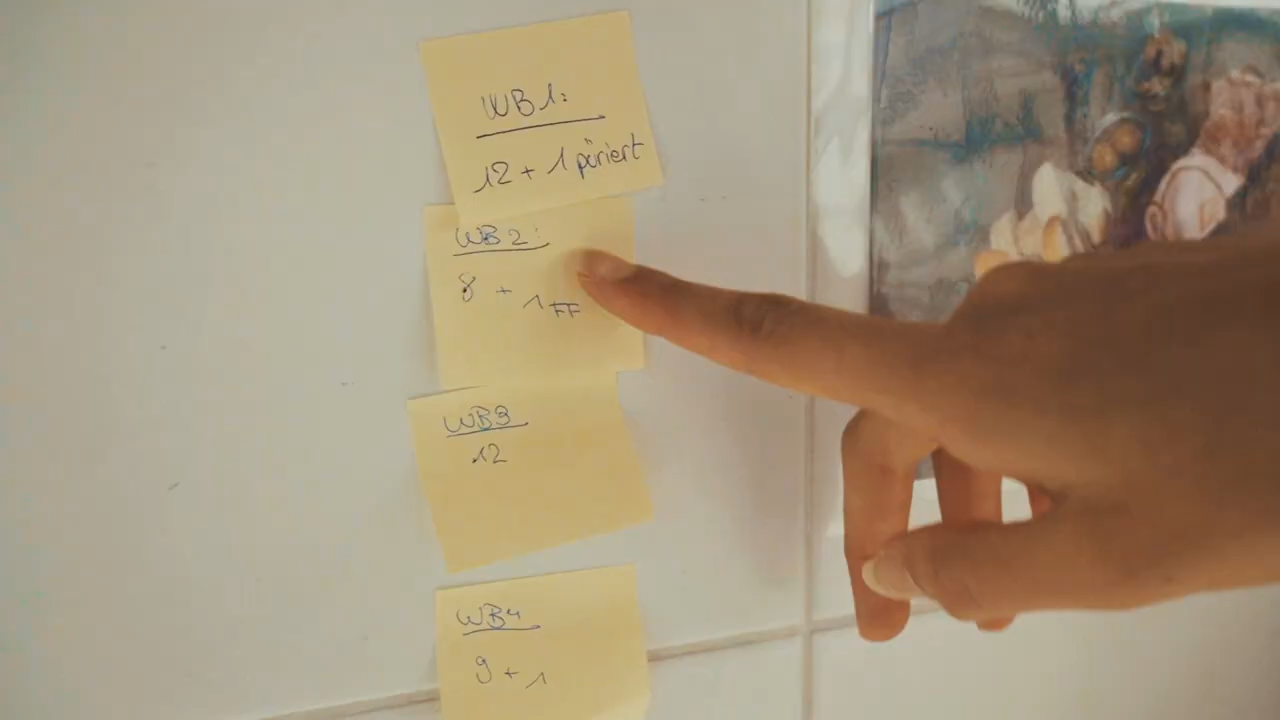 WB1:
12 + 1 püriert
WB2:
8 + 1 FF
WB3
12
WB4
9 + 1